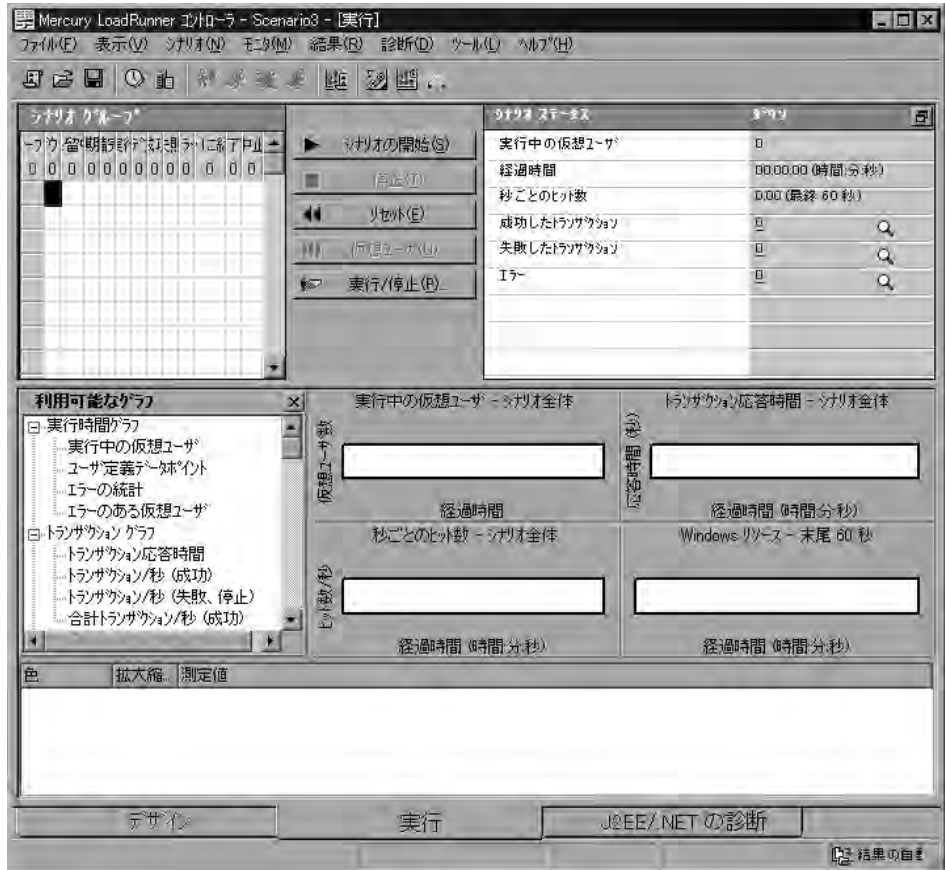 Mercury LoadRunner コントローラ - Scenario3 - [実行]
ファイル(F) 表示(V) シナリオ(N) モニタ(M) 結果(R) 診断(D) ツール(L) ヘルプ(H)
シナリオ グループ
0 0 0 0 0 0 0 0 0 0 0 0
シナリオの開始(S)
停止(T)
リセット(E)
仮想ユーザ(U)
実行/停止(P)...
シナリオ ステータス ダウン
実行中の仮想ユーザ 0
経過時間 00:00:00 (時間:分:秒)
秒ごとのヒット数 0.00 (最終 60 秒)
成功したトランザクション 0
失敗したトランザクション 0
エラー 0
利用可能なグラフ
実行時間グラフ
実行中の仮想ユーザ
ユーザ定義データポイント
エラーの統計
エラーのある仮想ユーザ
トランザクション グラフ
トランザクション応答時間
トランザクション/秒 (成功)
トランザクション/秒 (失敗、停止)
合計トランザクション/秒 (成功)
実行中の仮想ユーザ - シナリオ全体
仮想ユーザ数
経過時間
トランザクション応答時間 - シナリオ全体
応答時間 (秒)
経過時間 (時間:分:秒)
秒ごとのヒット数 - シナリオ全体
ヒット数/秒
経過時間 (時間:分:秒)
Windows リソース - 末尾 60 秒
経過時間 (時間:分:秒)
色 拡大縮... 測定値
デザイン 実行 J2EE/.NET の診断
結果の自